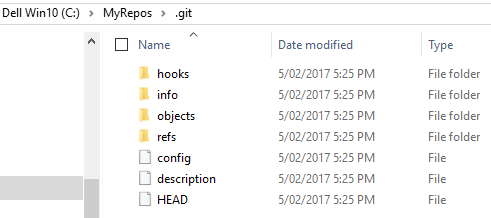 Dell Win10 (C:) MyRepos .git
Name Date modified Type
hooks 5/02/2017 5:25 PM File folder
info 5/02/2017 5:25 PM File folder
objects 5/02/2017 5:25 PM File folder
refs 5/02/2017 5:25 PM File folder
config 5/02/2017 5:25 PM File
description 5/02/2017 5:25 PM File
HEAD 5/02/2017 5:25 PM File